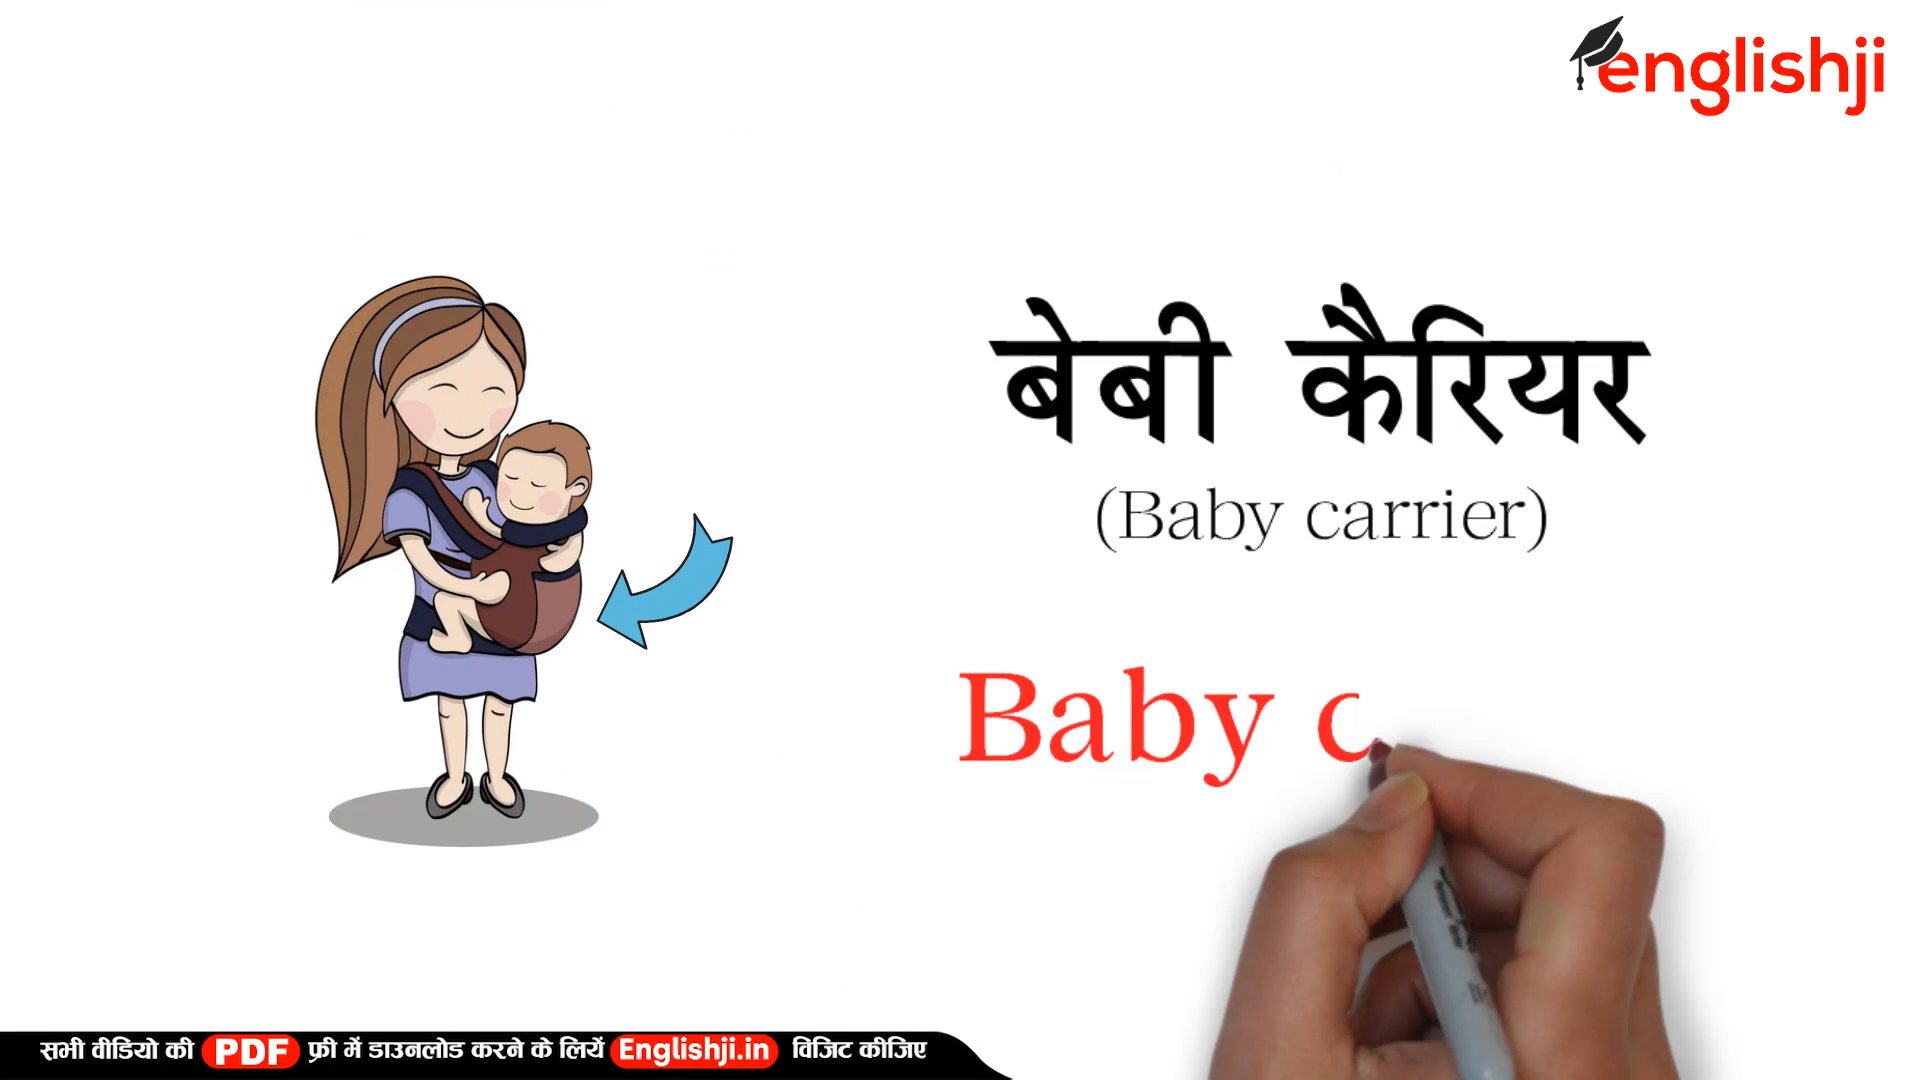 englishji
बेबी कैरियर
(Baby carrier)
Baby c
सभी वीडियो की PDF फ्री में डाउनलोड करने के लियें Englishji.in विजिट कीजिए